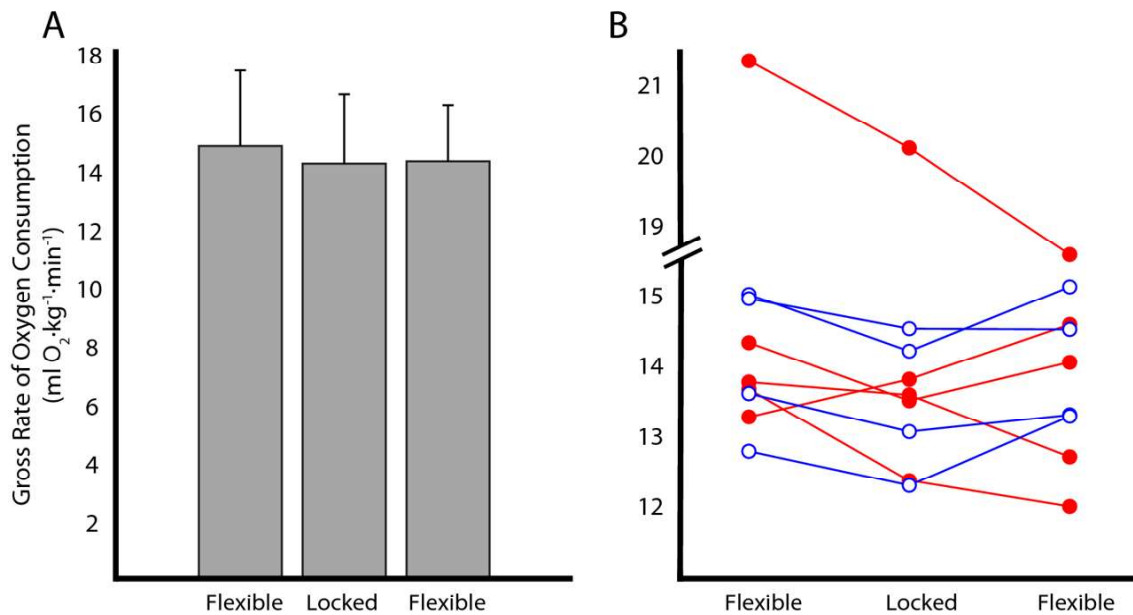 A
18
16
14
12
10
8
6
4
2
Gross Rate of Oxygen Consumption
(ml O₂·kg⁻¹·min⁻¹)
Flexible Locked Flexible
B
21
20
19
15
14
13
12
Flexible Locked Flexible